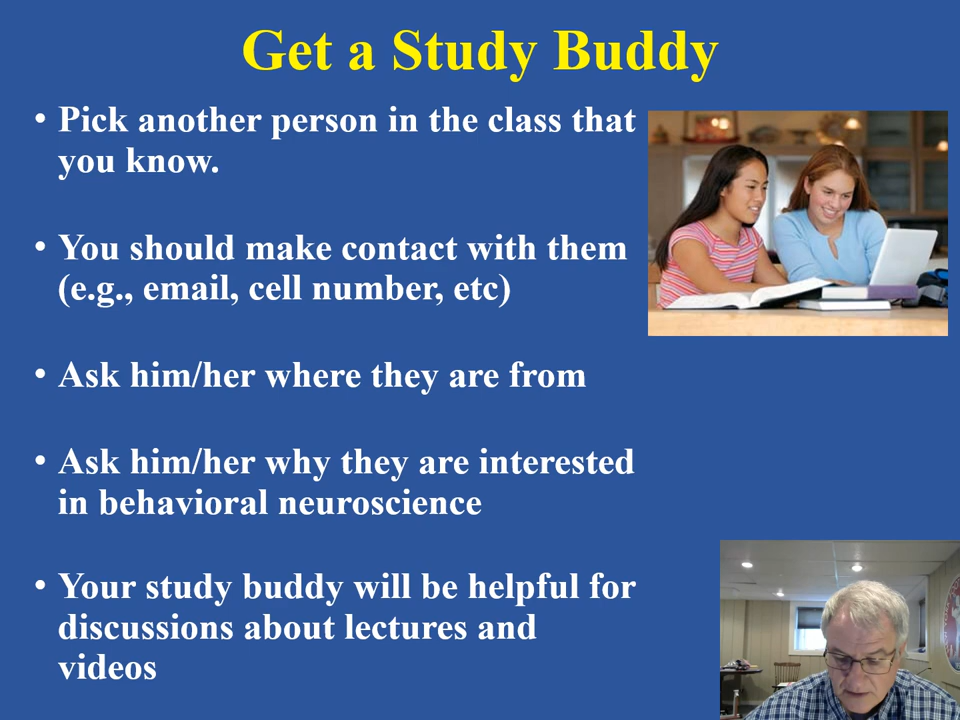 Get a Study Buddy
• Pick another person in the class that
you know.
• You should make contact with them
(e.g., email, cell number, etc)
• Ask him/her where they are from
• Ask him/her why they are interested
in behavioral neuroscience
• Your study buddy will be helpful for
discussions about lectures and
videos